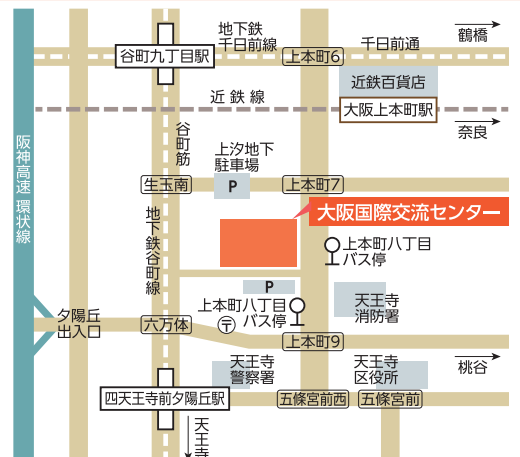 地下鉄
千日前線
千日前通
鶴橋
谷町九丁目駅
上本町6
近鉄百貨店
近鉄線
大阪上本町駅
奈良
谷町筋
阪神高速 環状線
上汐地下
駐車場
P
生玉南
上本町7
地下鉄谷町線
大阪国際交流センター
上本町八丁目
バス停
P
上本町八丁目
バス停
〒
天王寺
消防署
夕陽丘
出入口
六万体
上本町9
天王寺
警察署
天王寺
区役所
桃谷
四天王寺前夕陽丘駅
五條宮前西
五條宮前
天王寺